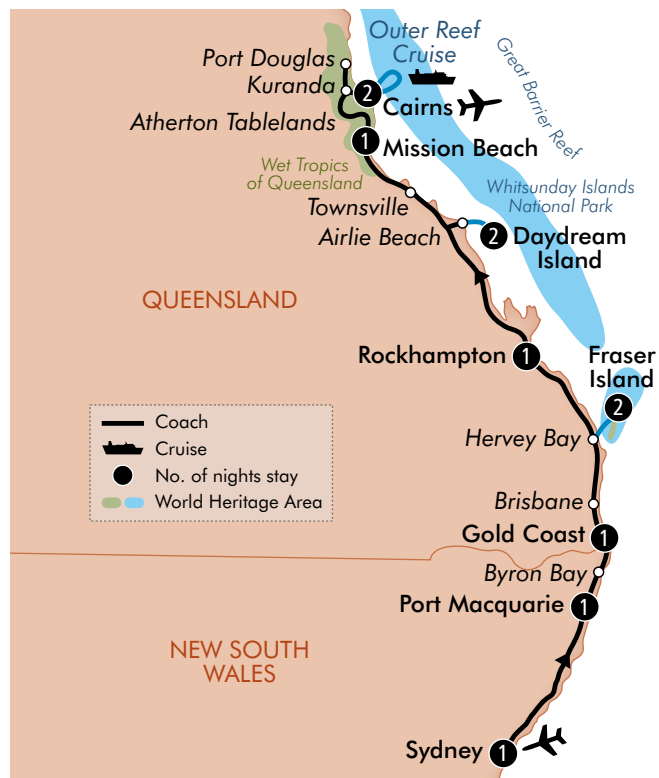 Outer Reef
Cruise
Port Douglas
Kuranda
2
Cairns
Great Barrier Reef
Atherton Tablelands
1
Mission Beach
Wet Tropics
of Queensland
Whitsunday Islands
National Park
Townsville
Airlie Beach
2
Daydream
Island
QUEENSLAND
Rockhampton
1
Fraser
Island
2
Coach
Cruise
No. of nights stay
World Heritage Area
Hervey Bay
Brisbane
Gold Coast
1
Byron Bay
Port Macquarie
1
NEW SOUTH
WALES
Sydney
1